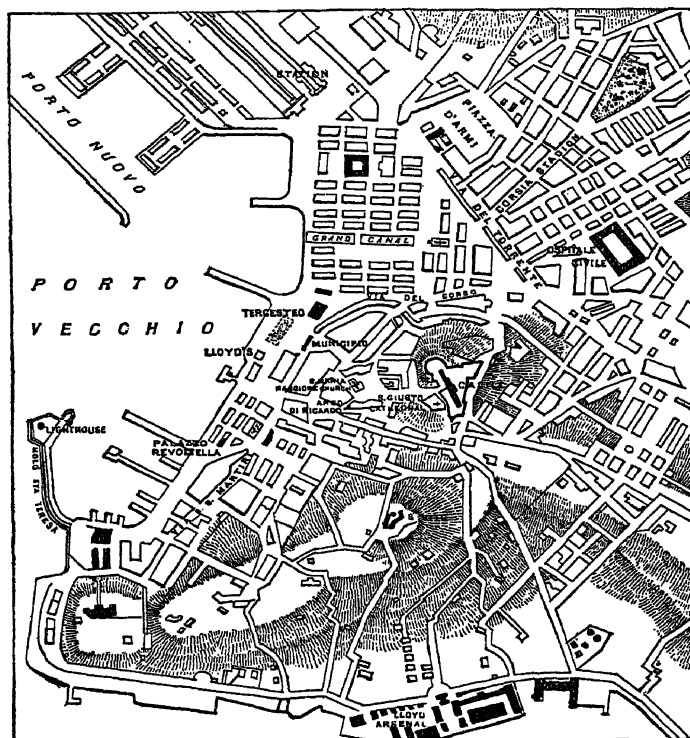 STATION
PORTO NUOVO
PIAZZA
D'ARMI
CORSIA STADION
VIA DEL TORRENTE
GRAND CANAL
OSPITALE
CIVILE
PORTO
VECCHIO
VIA DEL CORSO
TERGESTEO
MUNICIPIO
LLOYD'S
S. MARIA
MAGGIORE CHURCH
CASTLE
ARCO
DI RICARDO
S. GIUSTO
CATHEDRAL
LIGHTHOUSE
MOLO STA TERESA
PALAZZO
REVOLTELLA
LLOYD
ARSENAL